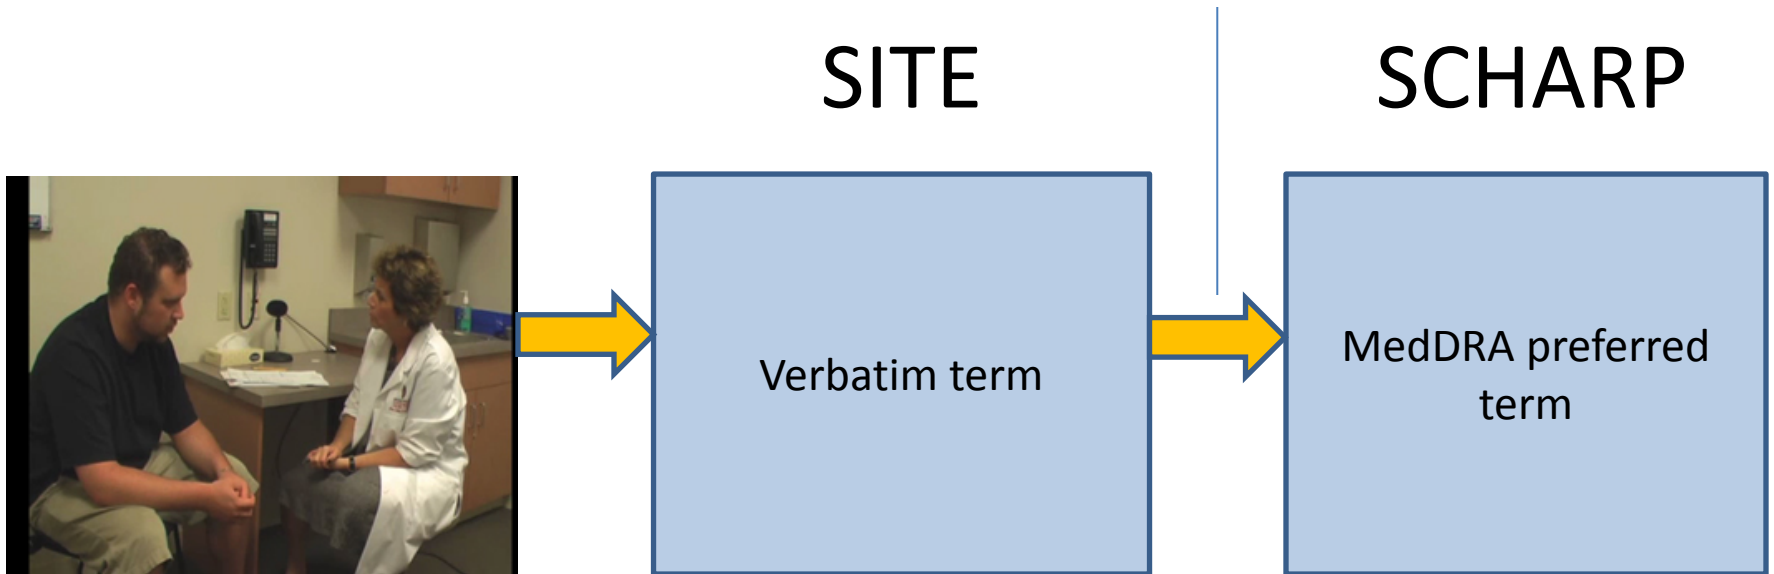 SITE
SCHARP
Verbatim term
MedDRA preferred
term